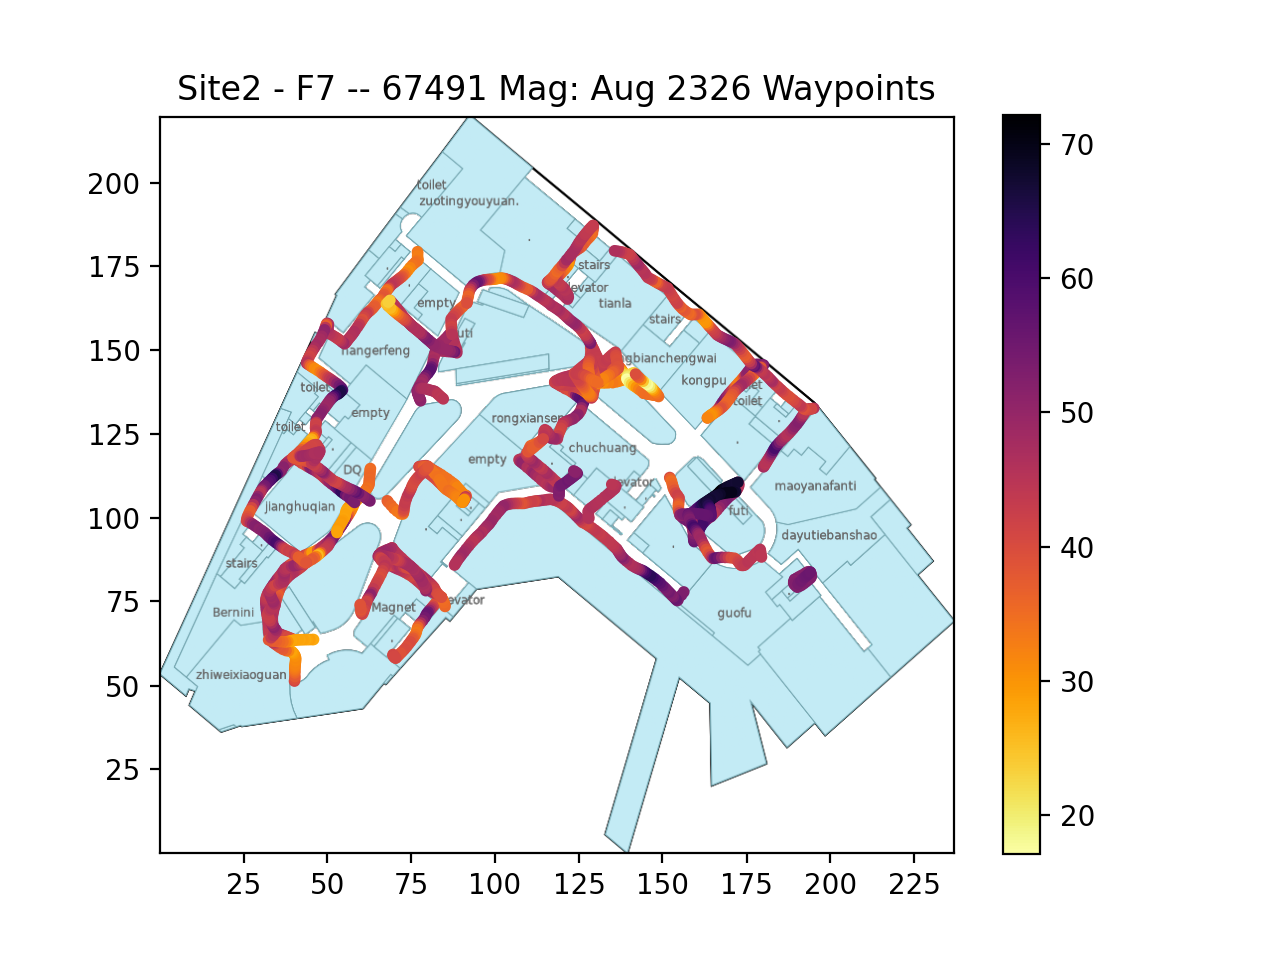 Site2 - F7 -- 67491 Mag: Aug 2326 Waypoints
200
175
150
125
100
75
50
25
25 50 75 100 125 150 175 200 225
70
60
50
40
30
20
toilet
zuotingyouyuan.
stairs
levator
empty
tianla
stairs
uti
nangerfeng
gbianchengwai
kongpu
toilet
toilet
empty
rongxiansen
toilet
chuchuang
empty
DQ
levator
maoyanafanti
jianghuqian
futi
dayutiebanshao
stairs
evator
Bernini
Magnet
guofu
zhiweixiaoguan